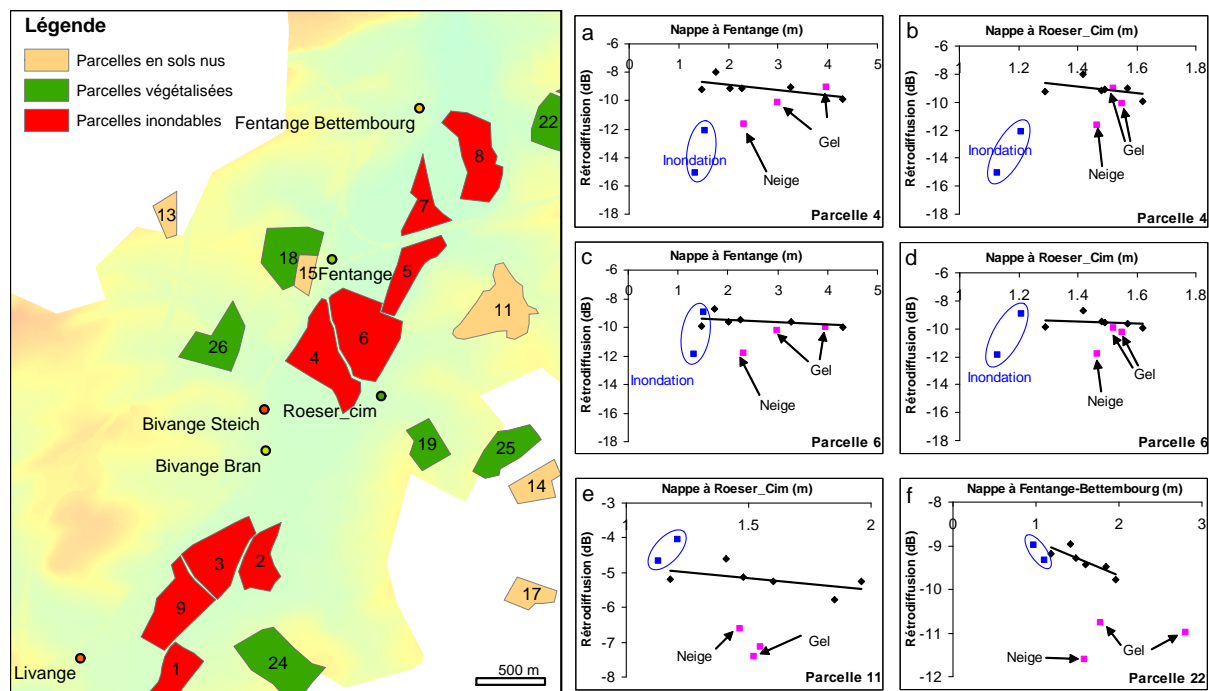 Légende
Parcelles en sols nus
Parcelles végétalisées
Parcelles inondables
Fentange Bettembourg
22
8
13
7
18
15
Fentange
5
11
6
26
4
Roeser_cim
Bivange Steich
19
25
Bivange Bran
14
3
2
17
9
Livange
1
24
500 m
a
Nappe à Fentange (m)
0 1 2 3 4 5
-6
-8
-10
-12
-14
-16
-18
Rétrodiffusion (dB)
Inondation
Neige
Gel
Parcelle 4
b
Nappe à Roeser_Cim (m)
1 1.2 1.4 1.6 1.8
-6
-8
-10
-12
-14
-16
-18
Rétrodiffusion (dB)
Inondation
Neige
Gel
Parcelle 4
c
Nappe à Fentange (m)
0 1 2 3 4 5
-6
-8
-10
-12
-14
-16
-18
Rétrodiffusion (dB)
Inondation
Neige
Gel
Parcelle 6
d
Nappe à Roeser_Cim (m)
1 1.2 1.4 1.6 1.8
-6
-8
-10
-12
-14
-16
-18
Rétrodiffusion (dB)
Inondation
Neige
Gel
Parcelle 6
e
Nappe à Roeser_Cim (m)
1 1.5 2
-3
-4
-5
-6
-7
-8
Rétrodiffusion (dB)
Neige
Gel
Parcelle 11
f
Nappe à Fentange-Bettembourg (m)
0 1 2 3
-8
-9
-10
-11
-12
Rétrodiffusion (dB)
Neige
Gel
Parcelle 22